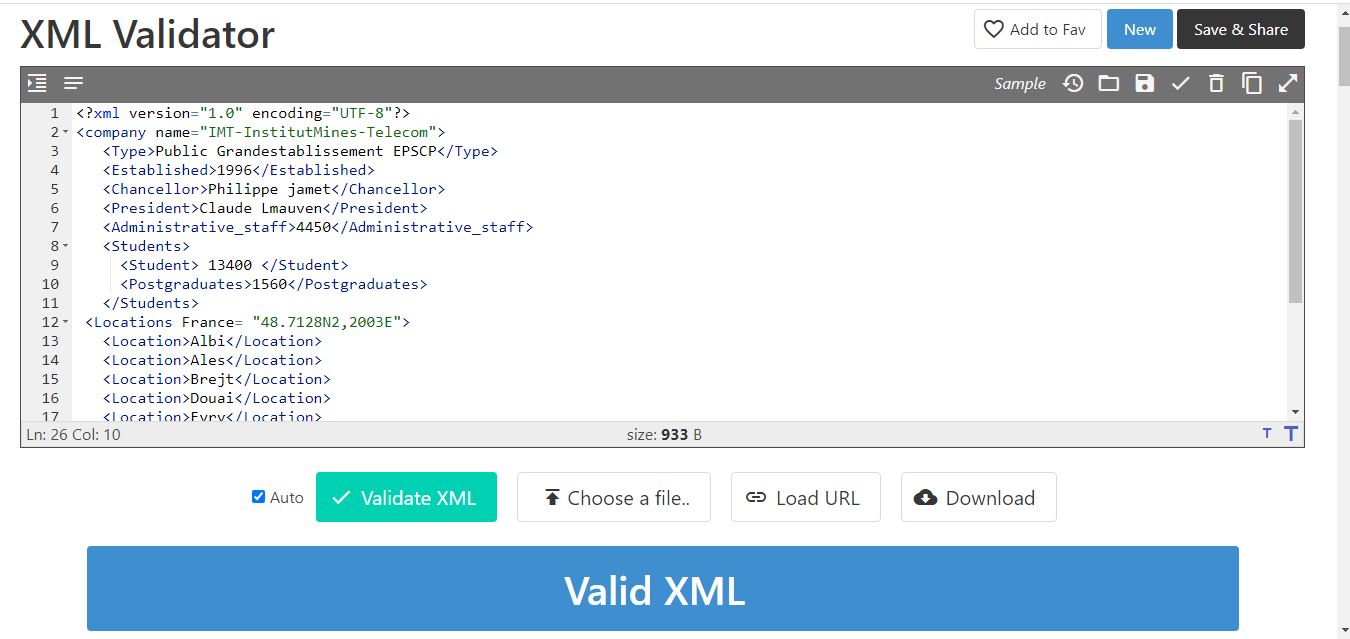 XML Validator
Add to Fav
New
Save & Share
Sample
1 <?xml version="1.0" encoding="UTF-8"?>
2 <company name="IMT-InstitutMines-Telecom">
3 <Type>Public Grandestablissement EPSCP</Type>
4 <Established>1996</Established>
5 <Chancellor>Philippe jamet</Chancellor>
6 <President>Claude Lmauven</President>
7 <Administrative_staff>4450</Administrative_staff>
8 <Students>
9 <Student> 13400 </Student>
10 <Postgraduates>1560</Postgraduates>
11 </Students>
12 <Locations France= "48.7128N2,2003E">
13 <Location>Albi</Location>
14 <Location>Ales</Location>
15 <Location>Brejt</Location>
16 <Location>Douai</Location>
17 <Location>Evry</Location>
Ln: 26 Col: 10
size: 933 B
T T
Auto
Validate XML
Choose a file..
Load URL
Download
Valid XML